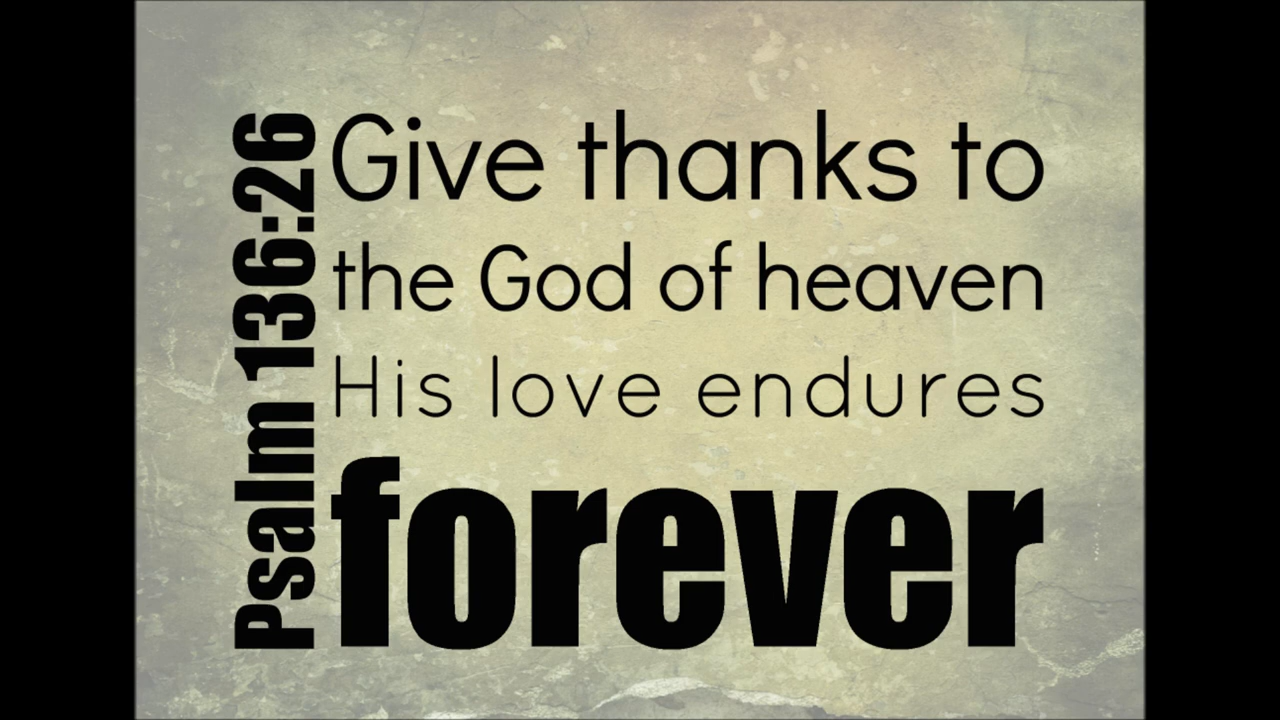 Psalm 136:26
Give thanks to
the God of heaven
His love endures
forever